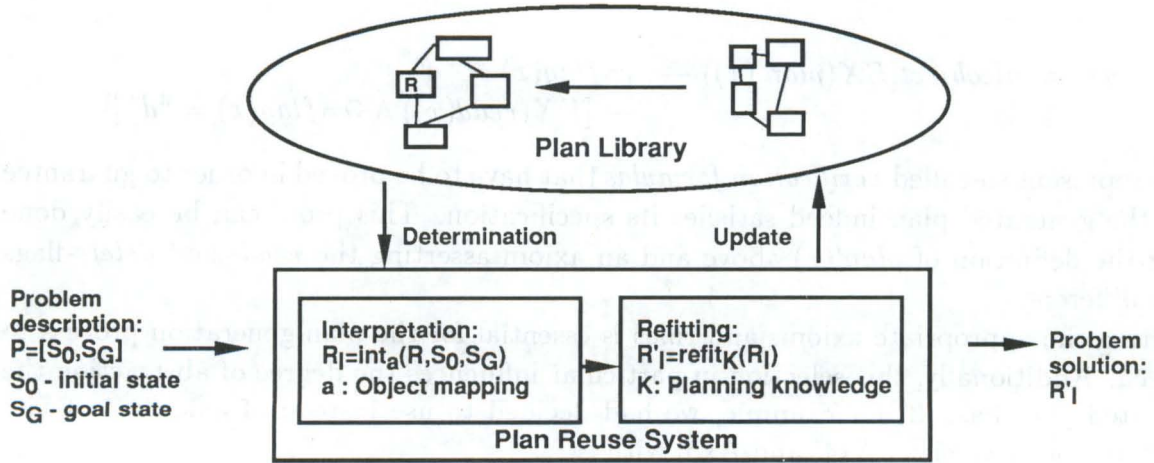 R
Plan Library
Determination
Update
Problem
description:
P=[S0,SG]
S0 - initial state
SG - goal state
Interpretation:
RI=inta(R,S0,SG)
a : Object mapping
Refitting:
R'I=refitK(RI)
K: Planning knowledge
Plan Reuse System
Problem
solution:
R'I